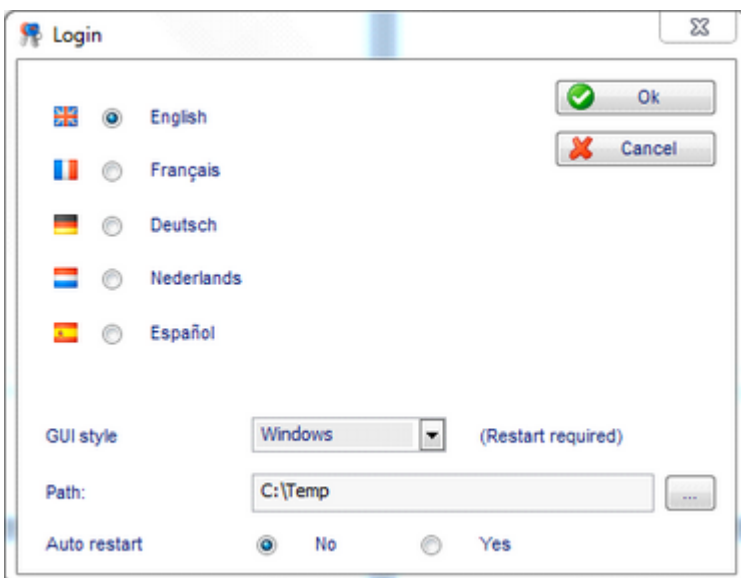 Login
English
Ok
Français
Cancel
Deutsch
Nederlands
Español
GUI style Windows (Restart required)
Path: C:\Temp ...
Auto restart No Yes